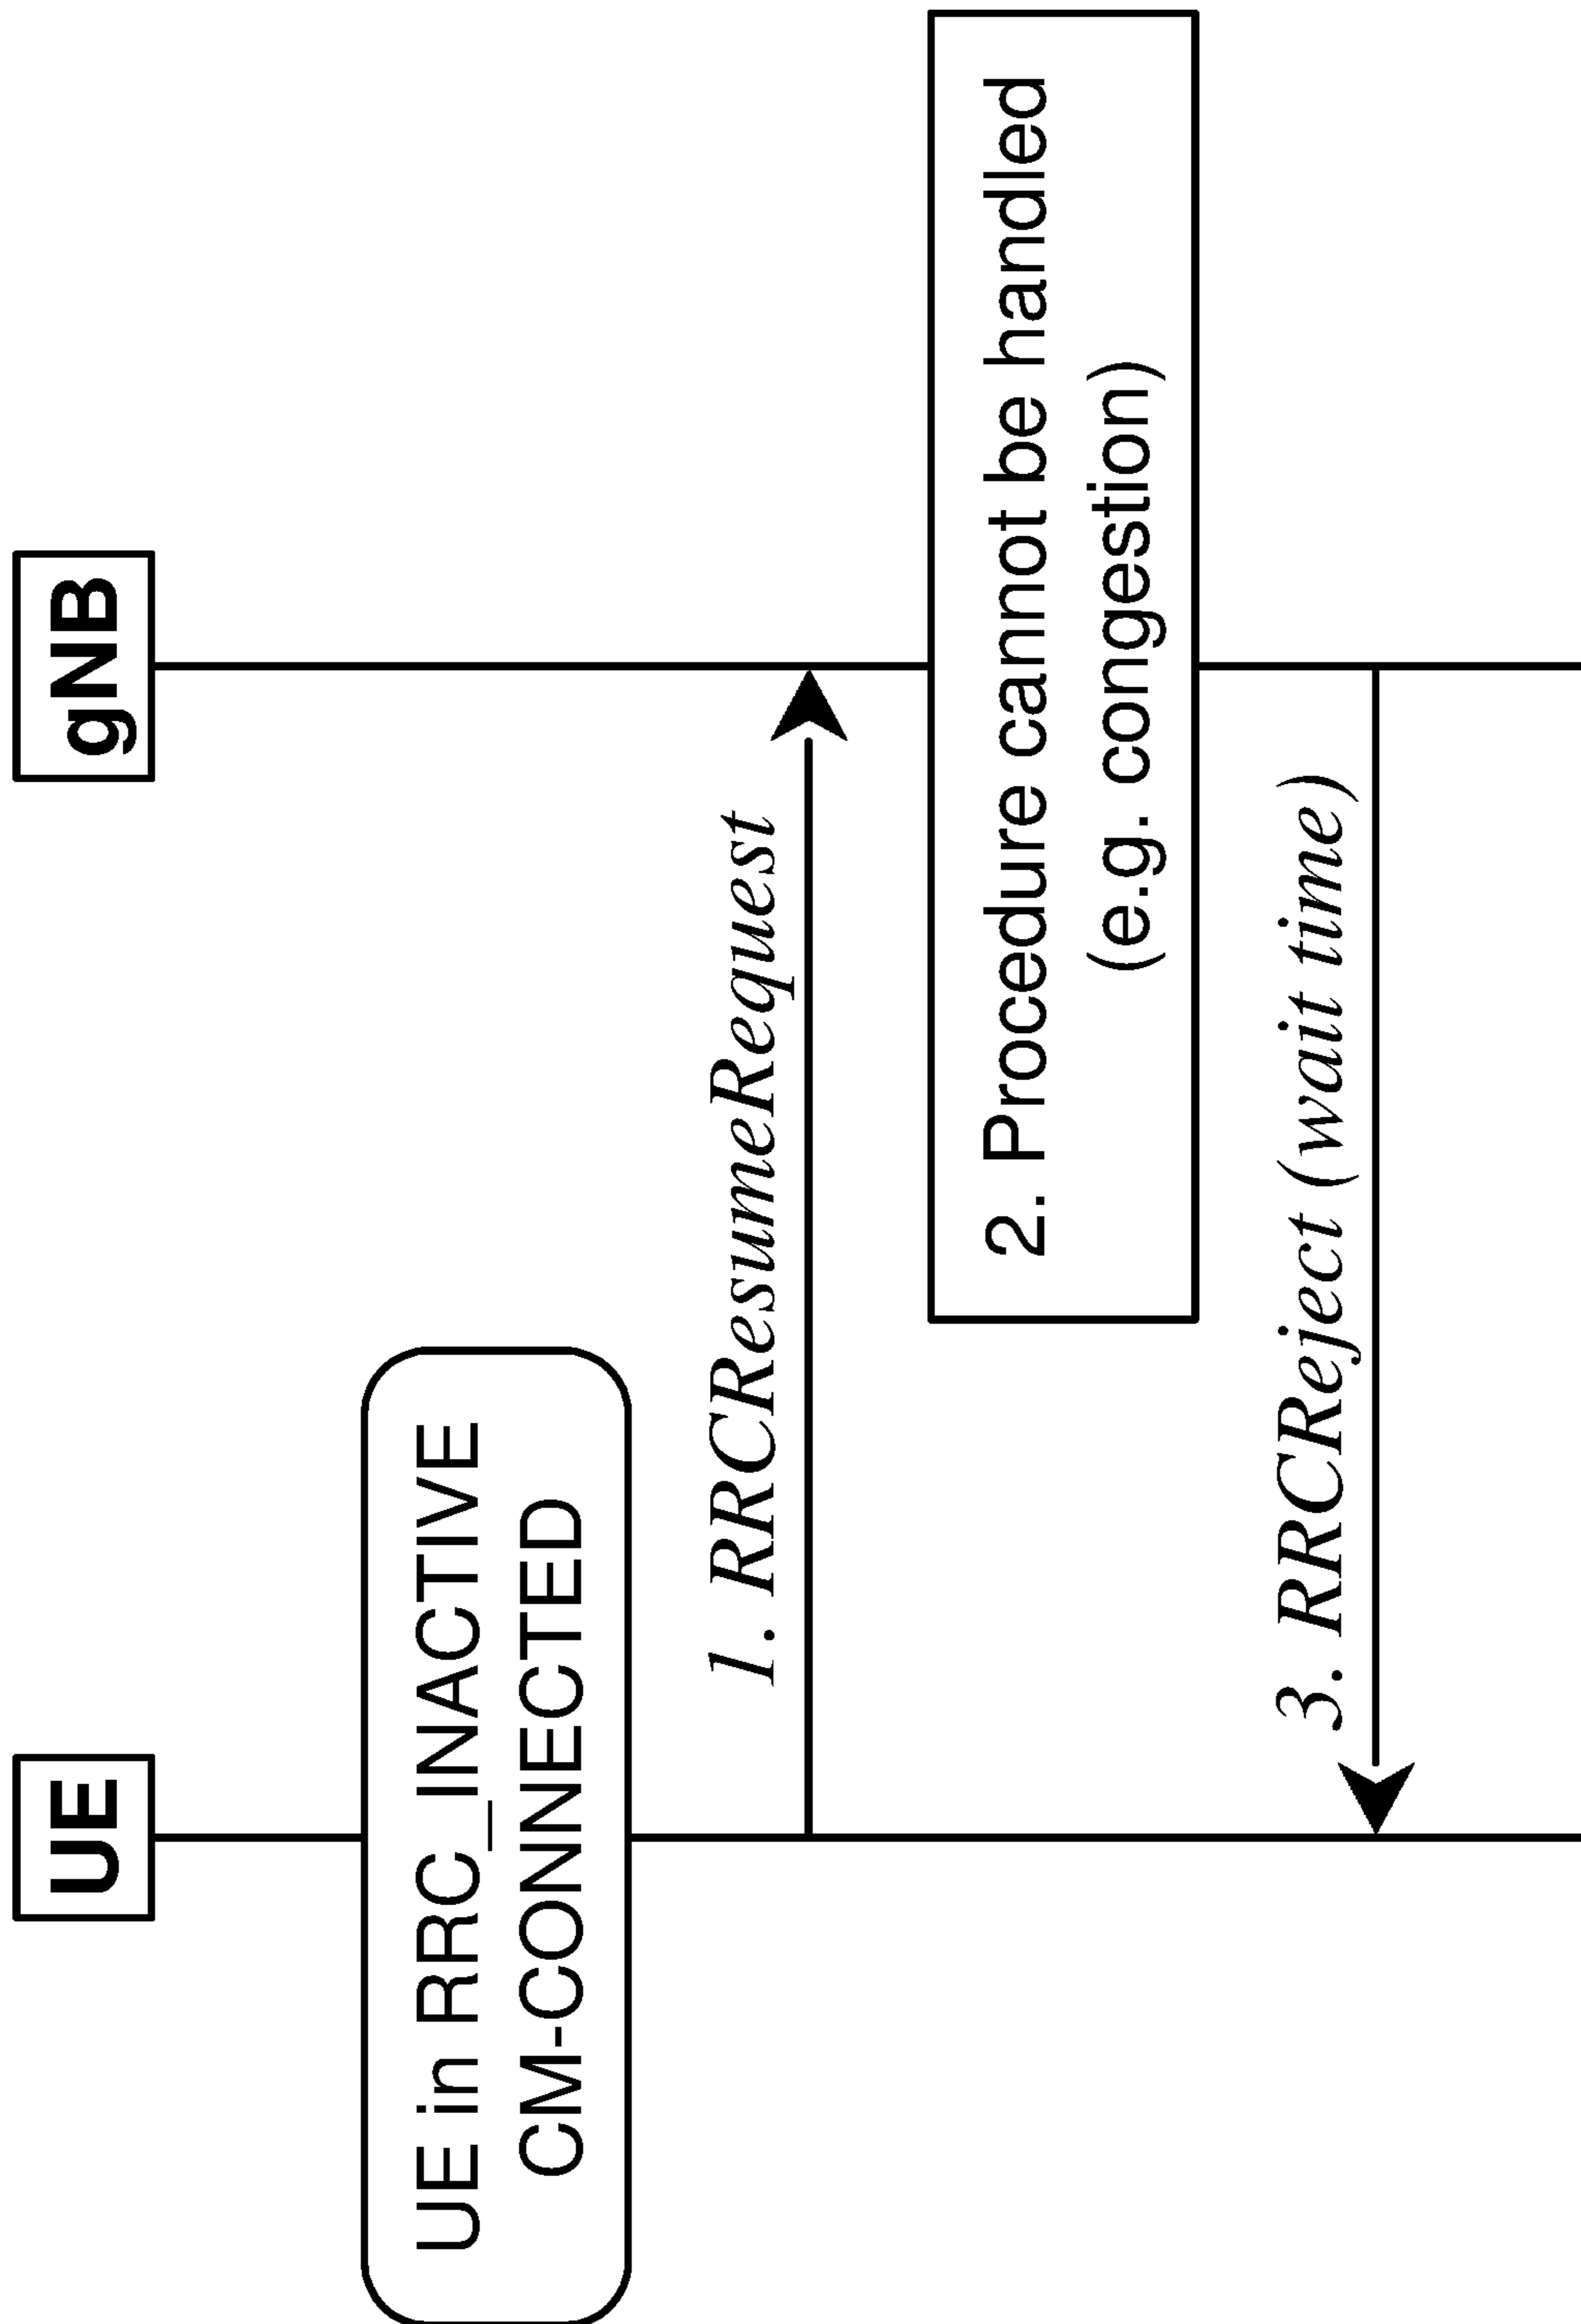 UE
gNB
UE in RRC_INACTIVE
CM-CONNECTED
1. RRCResumeRequest
2. Procedure cannot be handled
(e.g. congestion)
3. RRCReject (wait time)